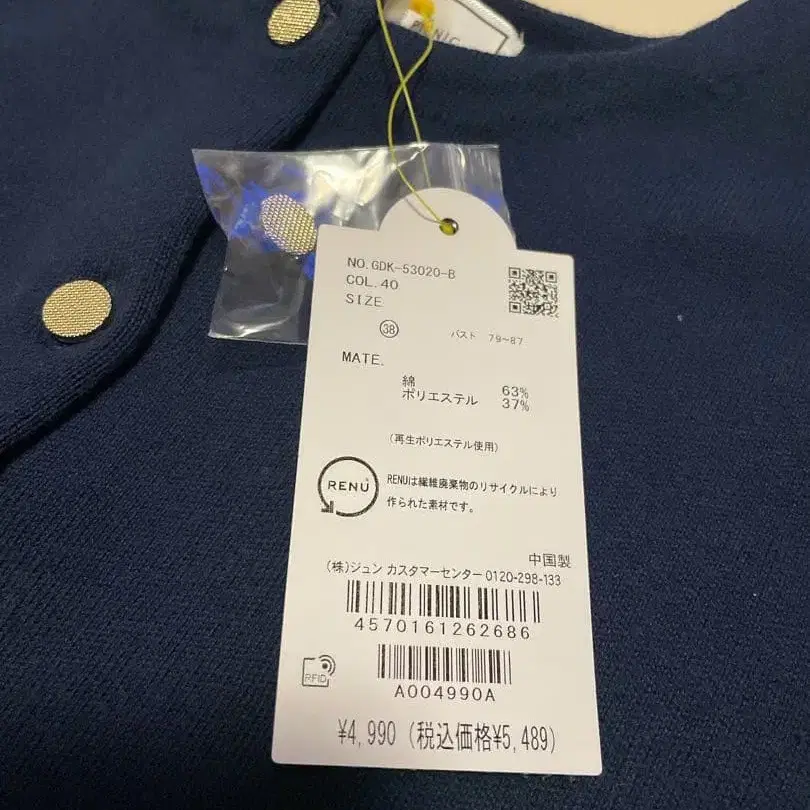 NO.GDK-53020-B
COL.40
SIZE
38 バスト 79~87
MATE.
綿 63%
ポリエステル 37%
(再生ポリエステル使用)
RENU
RENUは繊維廃棄物のリサイクルにより
作られた素材です。
中国製
(株)ジュン カスタマーセンター 0120-298-133
4570161262686
RFID
A004990A
¥4,990 (税込価格¥5,489)